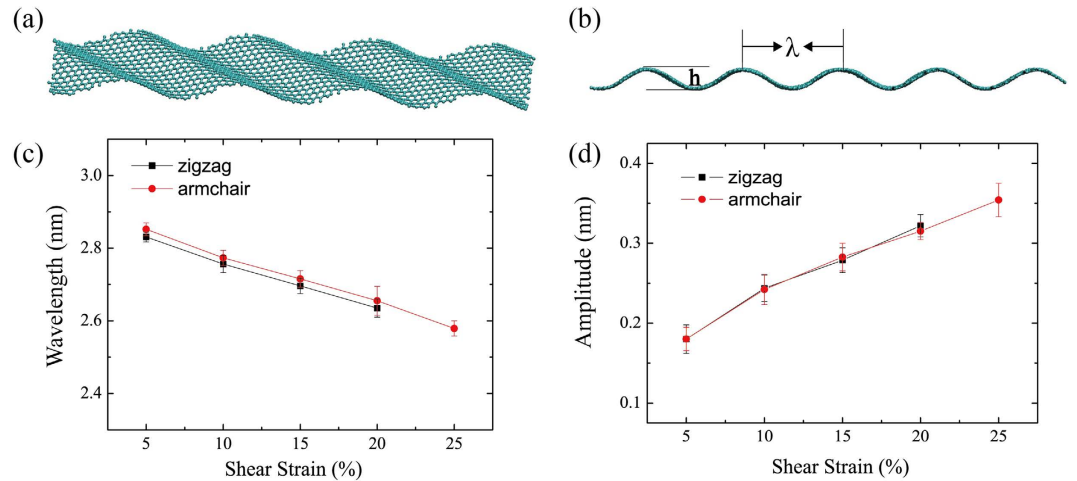 (a)
(b)
λ
h
(c)
zigzag
armchair
Wavelength (nm)
3.0
2.8
2.6
2.4
5 10 15 20 25
Shear Strain (%)
(d)
zigzag
armchair
Amplitude (nm)
0.4
0.3
0.2
0.1
5 10 15 20 25
Shear Strain (%)